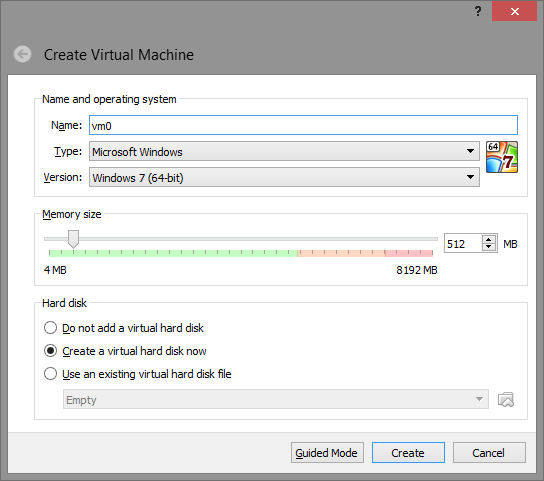 ?
Create Virtual Machine
Name and operating system
Name: vm0
Type: Microsoft Windows
64
7
Version: Windows 7 (64-bit)
Memory size
512 MB
4 MB 8192 MB
Hard disk
Do not add a virtual hard disk
Create a virtual hard disk now
Use an existing virtual hard disk file
Empty
Guided Mode Create Cancel